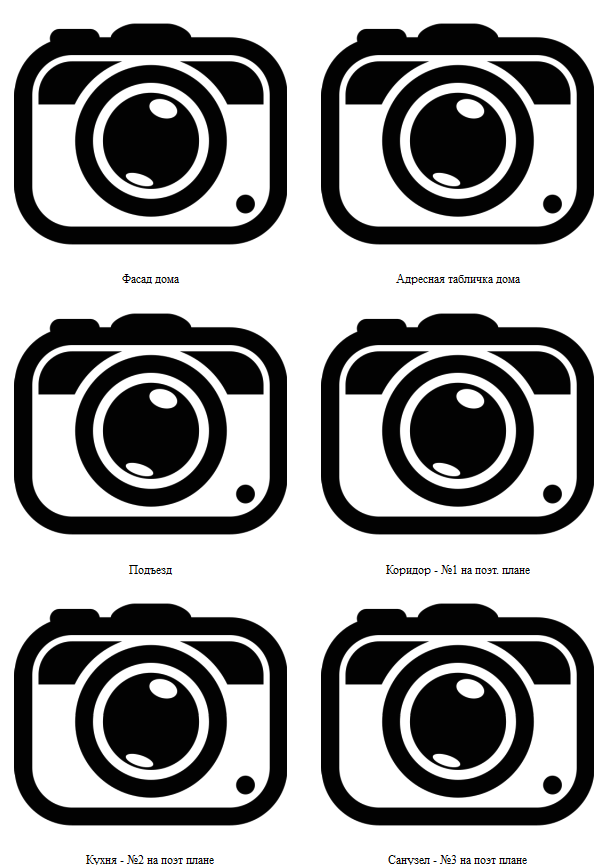 Фасад дома
Адресная табличка дома
Подъезд
Коридор - №1 на поэт. плане
Кухня - №2 на поэт плане
Санузел - №3 на поэт плане